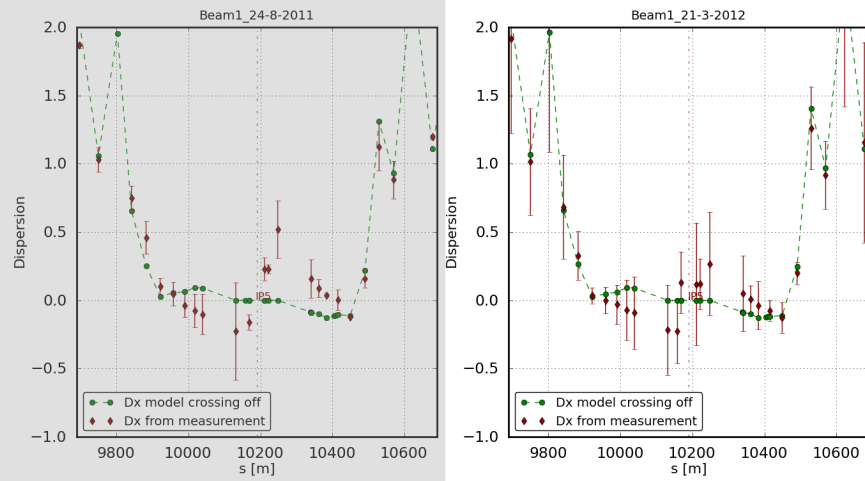 Beam1_24-8-2011
Dispersion
2.0
1.5
1.0
0.5
0.0
−0.5
−1.0
IP5
Dx model crossing off
Dx from measurement
9800 10000 10200 10400 10600
s [m]
Beam1_21-3-2012
Dispersion
2.0
1.5
1.0
0.5
0.0
−0.5
−1.0
IP5
Dx model crossing off
Dx from measurement
9800 10000 10200 10400 10600
s [m]